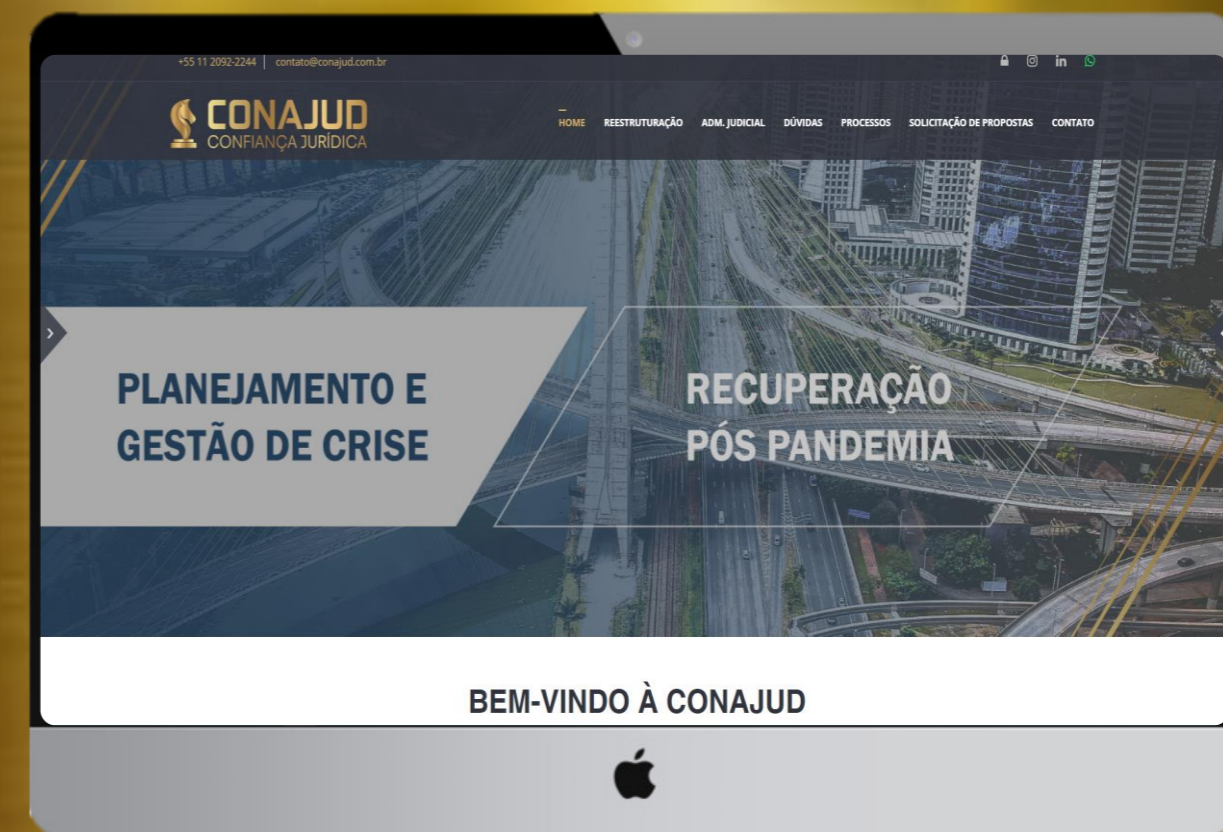 +55 11 2092-2244 | contato@conajud.com.br
CONAJUD
CONFIANÇA JURÍDICA
HOME REESTRUTURAÇÃO ADM. JUDICIAL DÚVIDAS PROCESSOS SOLICITAÇÃO DE PROPOSTAS CONTATO
PLANEJAMENTO E
GESTÃO DE CRISE
RECUPERAÇÃO
PÓS PANDEMIA
BEM-VINDO À CONAJUD